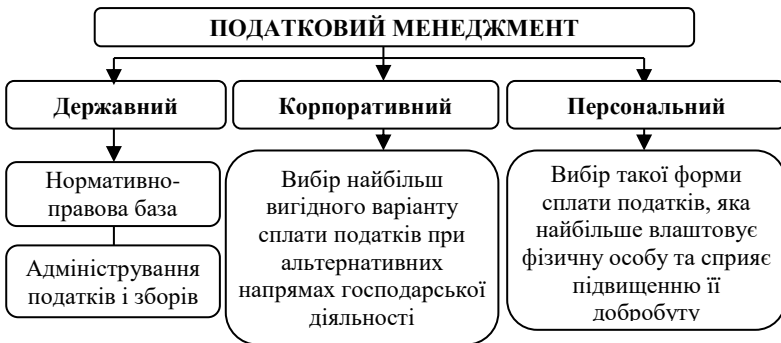 ПОДАТКОВИЙ МЕНЕДЖМЕНТ
Державний
Корпоративний
Персональний
Нормативно-
правова база
Адміністрування
податків і зборів
Вибір найбільш
вигідного варіанту
сплати податків при
альтернативних
напрямах господарської
діяльності
Вибір такої форми
сплати податків, яка
найбільше влаштовує
фізичну особу та сприяє
підвищенню її
добробуту